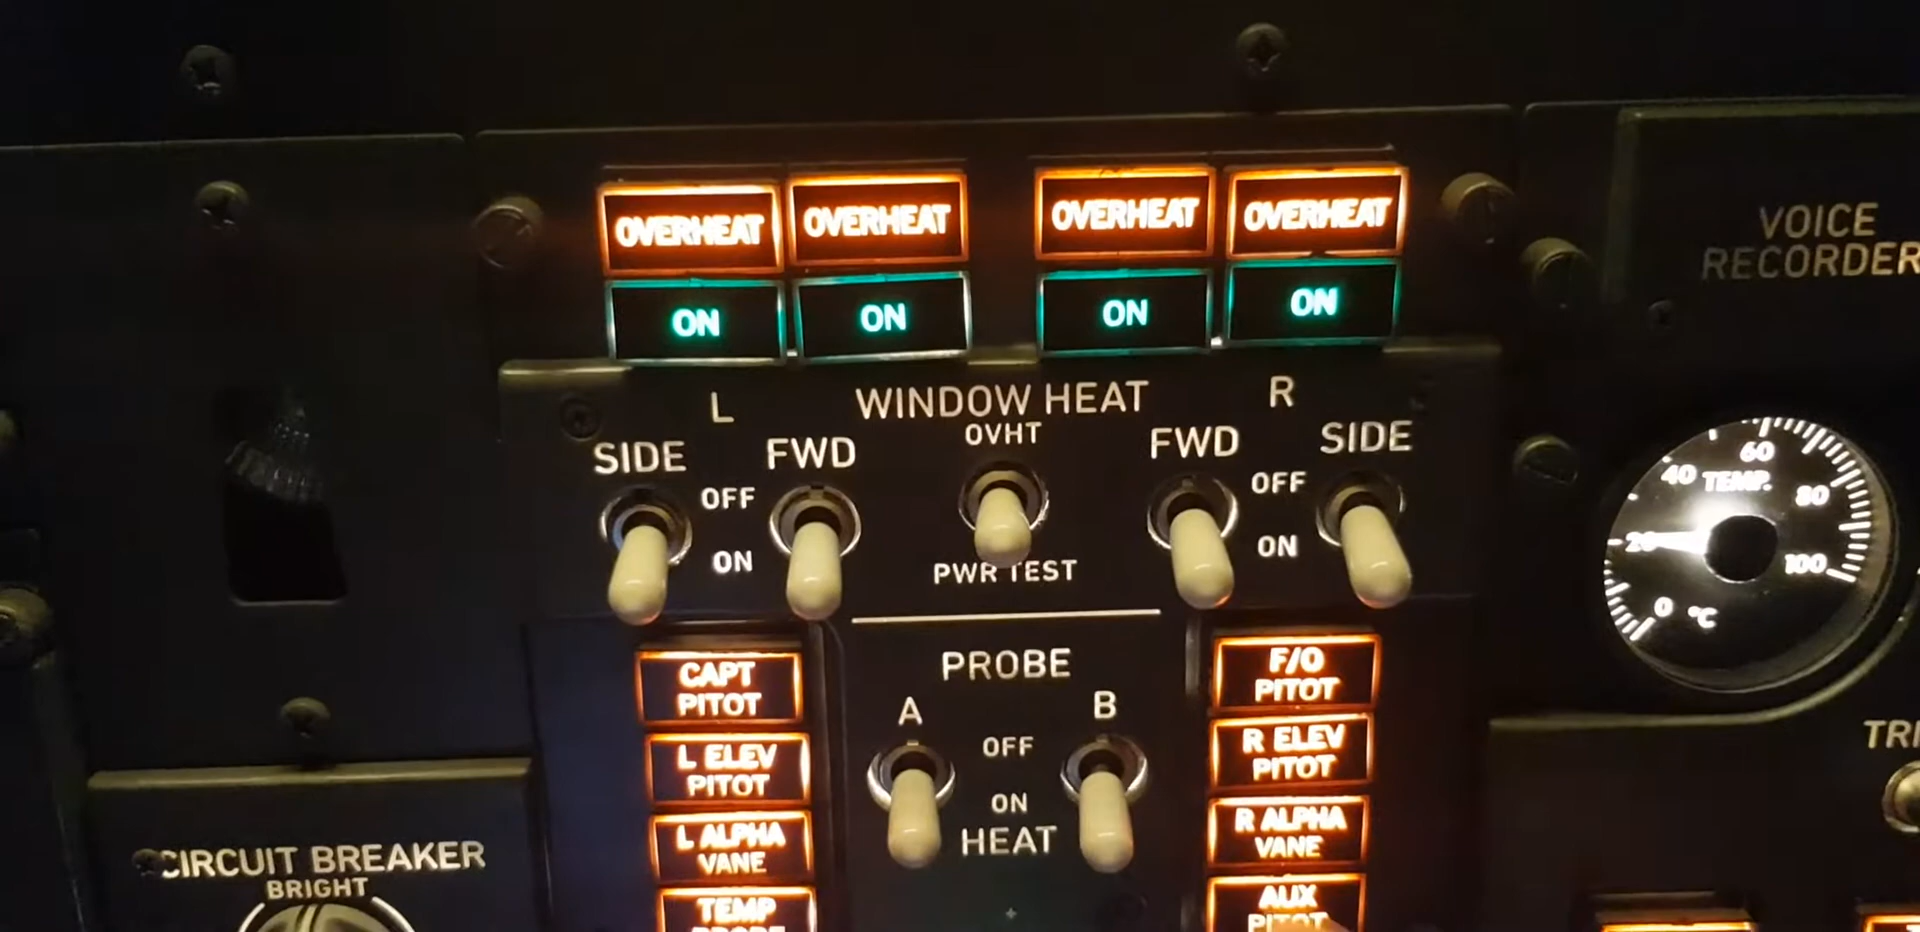 OVERHEAT OVERHEAT OVERHEAT OVERHEAT
ON ON ON ON
VOICE
RECORDER
L WINDOW HEAT R
OVHT
SIDE FWD FWD SIDE
OFF OFF
ON ON
PWR TEST
40 60 80 100
TEMP.
20
0 °C
CAPT
PITOT
L ELEV
PITOT
L ALPHA
VANE
TEMP
PROBE
PROBE
A B
OFF
ON
HEAT
F/O
PITOT
R ELEV
PITOT
R ALPHA
VANE
AUX
PITOT
CIRCUIT BREAKER
BRIGHT